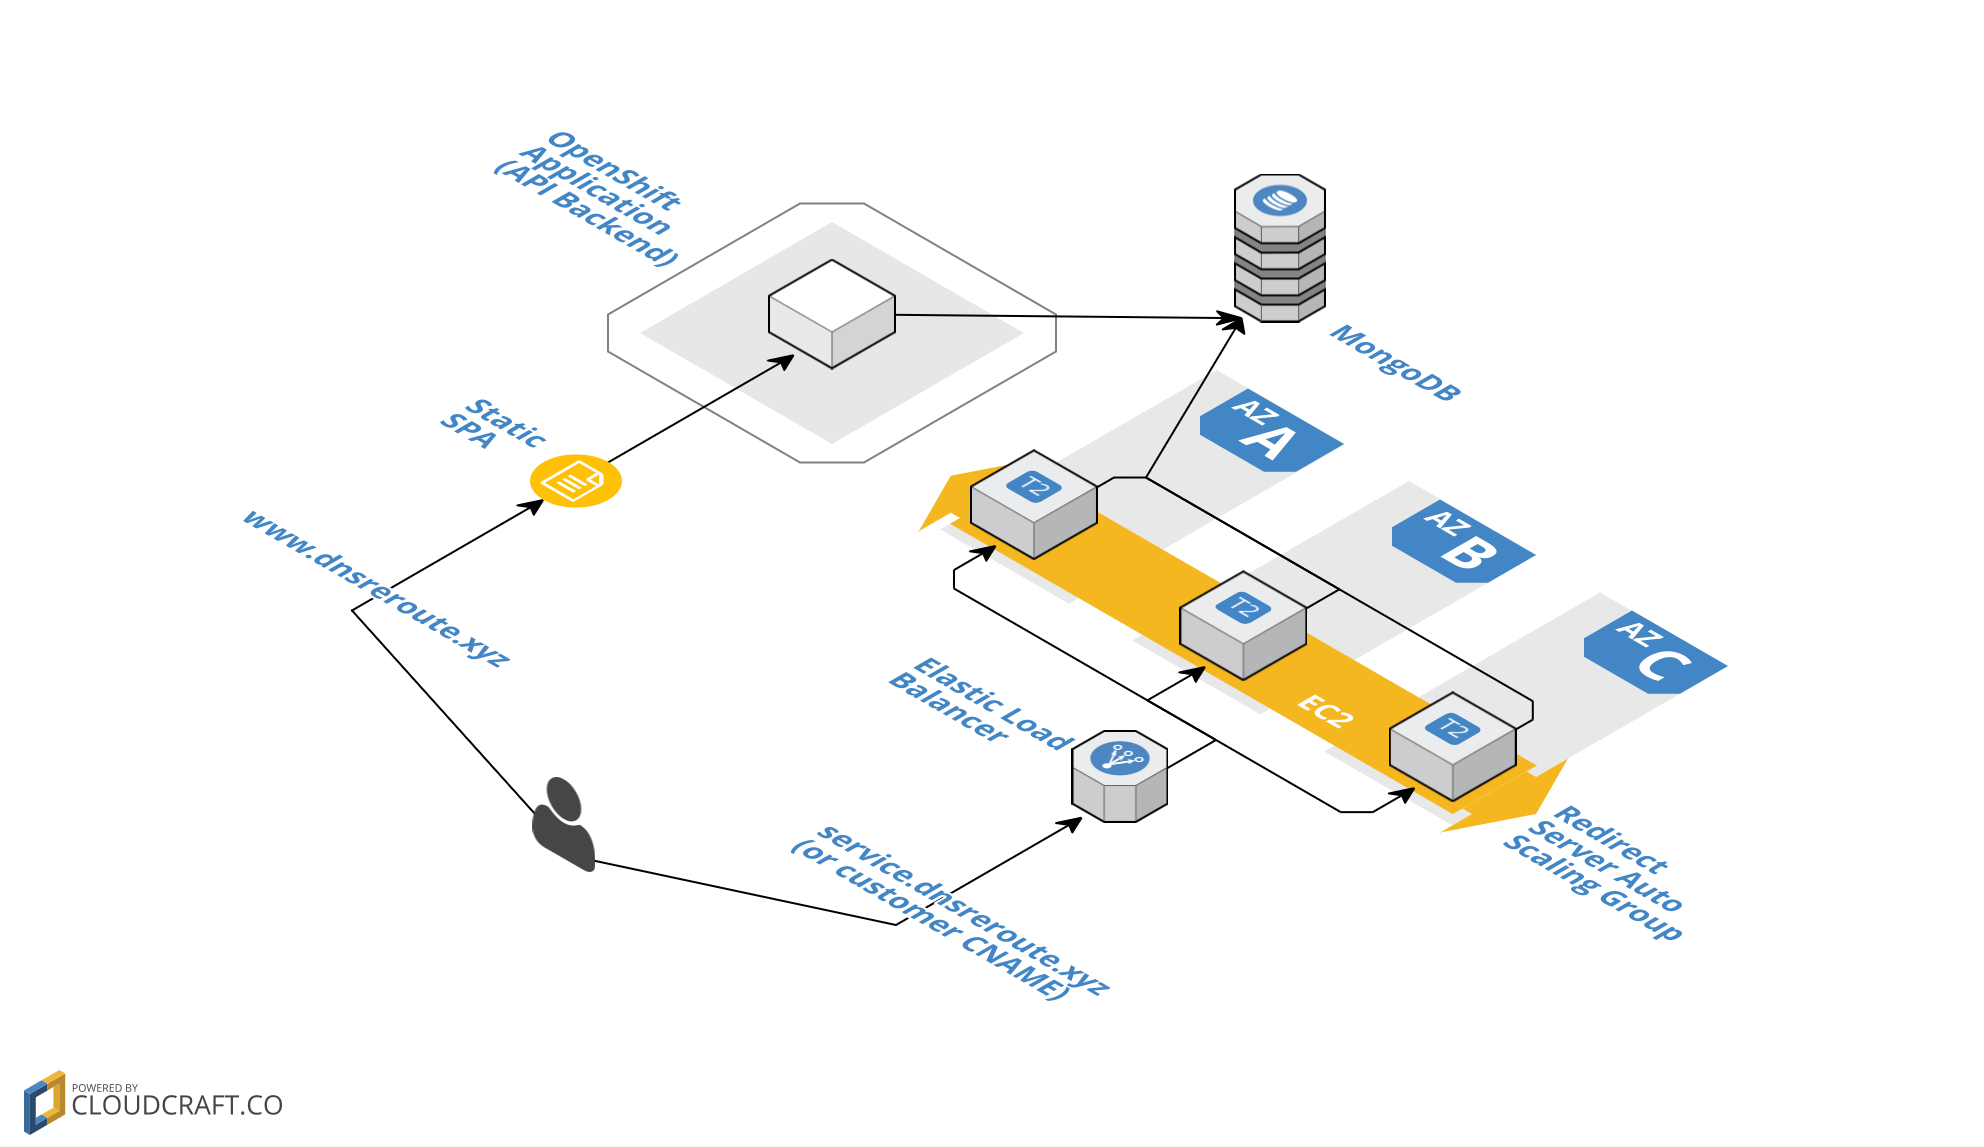 OpenShift
Application
(API Backend)
MongoDB
AZ A
Static
SPA
T2
AZ B
www.dnsreroute.xyz
T2
AZ C
Elastic Load
Balancer
EC2
T2
service.dnsreroute.xyz
(or customer CNAME)
Redirect
Server Auto
Scaling Group
POWERED BY
CLOUDCRAFT.CO